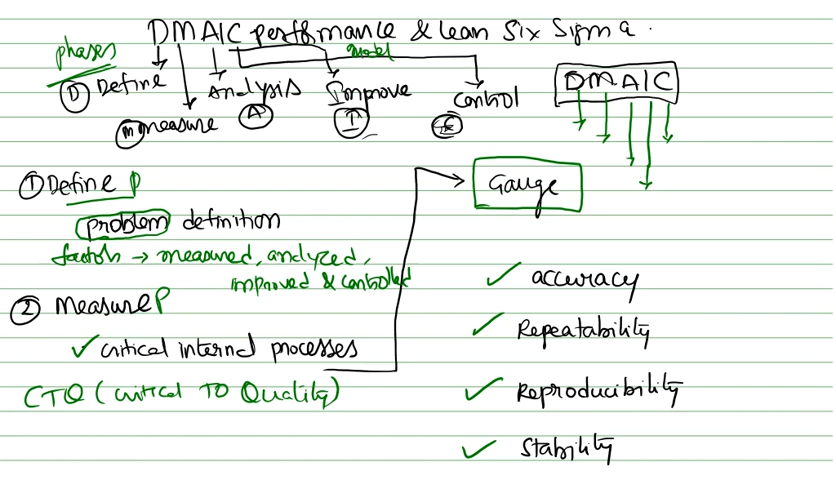 DMAIC performance & Lean Six Sigma.
phases
model
(D) Define
(m) measure
Analysis
(A)
Improve
(I)
control
(C)
DMAIC
① Define P
problem definition
factors → measured, analyzed,
improved & controlled
② Measure P
✓ critical internal processes
CTQ (critical To Quality)
Gauge
✓ accuracy
✓ Repeatability
✓ Reproducibility
✓ Stability